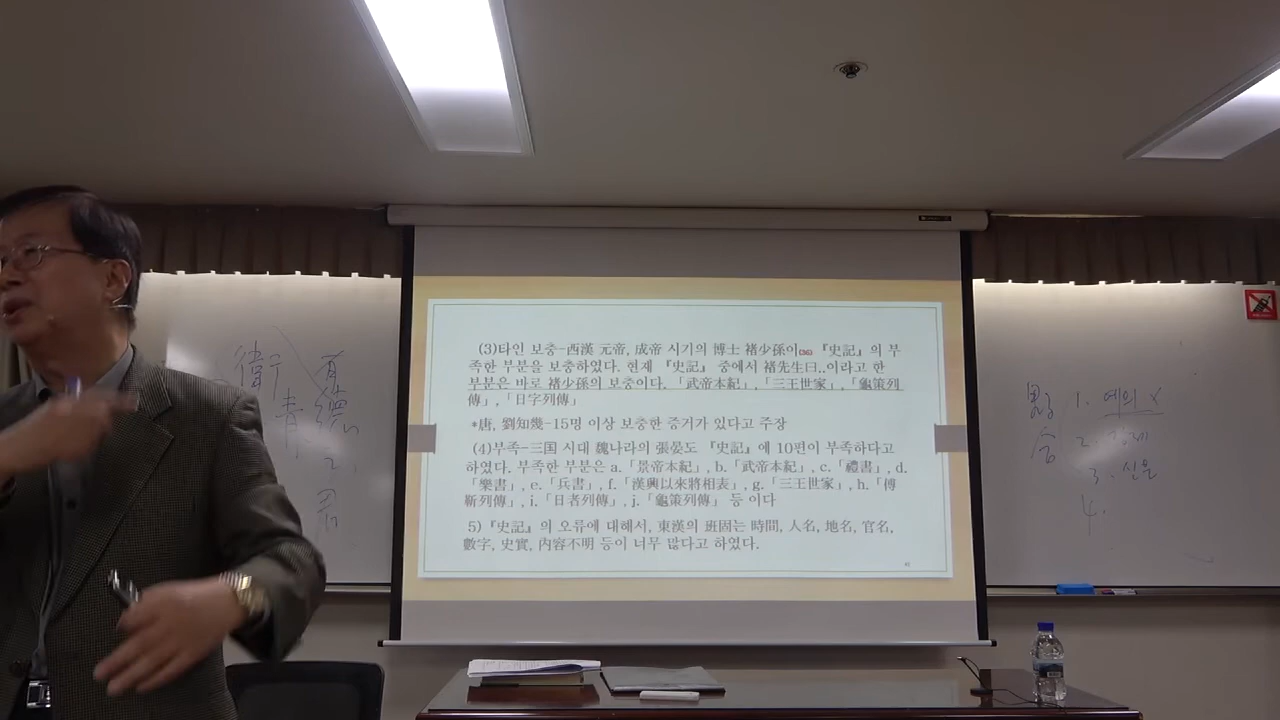 (3)타인 보충-西漢 元帝, 成帝 시기의 博士 褚少孫이 『史記』의 부
족한 부분을 보충하였다. 현재 『史記』 중에서 褚先生曰..이라고 한
부분은 바로 褚少孫의 보충이다. 「武帝本紀」, 「三王世家」, 「龜策列
傳」, 「日字列傳」
*唐, 劉知幾-15명 이상 보충한 증거가 있다고 주장
(4)부족-三国 시대 魏나라의 張晏도 『史記』에 10편이 부족하다고
하였다. 부족한 부분은 a.「景帝本紀」, b.「武帝本紀」, c.「禮書」, d.
「樂書」, e.「兵書」, f.「漢興以來將相表」, g.「三王世家」, h.「傅
靳列傳」, i.「日者列傳」, j.「龜策列傳」 등 이다
5)『史記』의 오류에 대해서, 東漢의 班固는 時間, 人名, 地名, 官名,
數字, 史實, 内容不明 등이 너무 많다고 하였다.
衛青
有德
1. 예의 x
2. 강제
3. 신을
4.